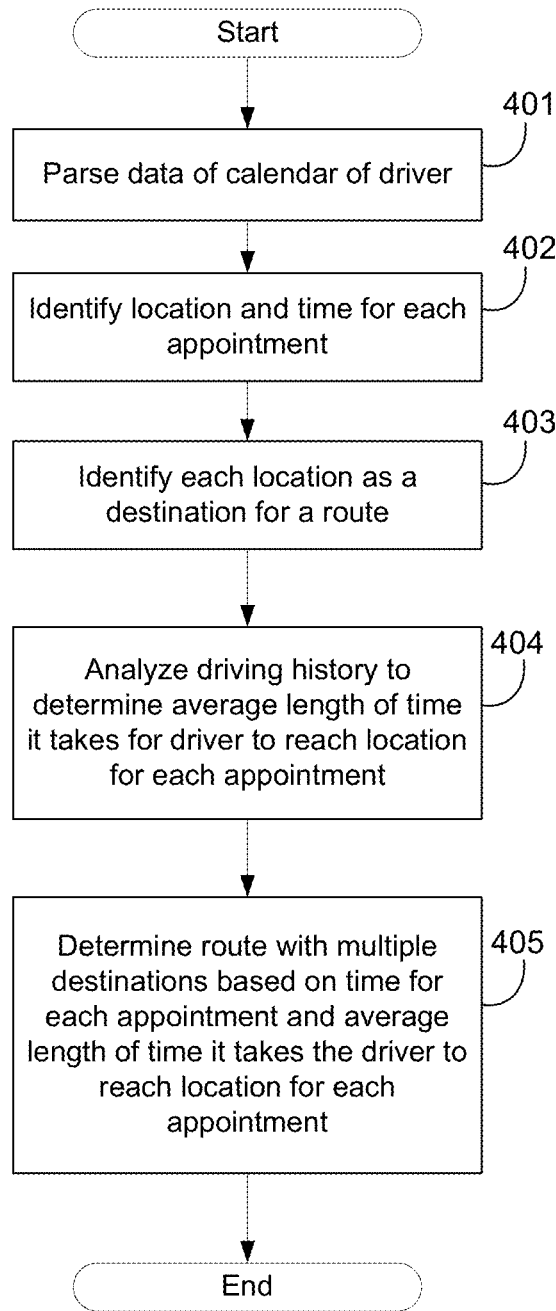 Start
401
Parse data of calendar of driver
402
Identify location and time for each
appointment
403
Identify each location as a
destination for a route
404
Analyze driving history to
determine average length of time
it takes for driver to reach location
for each appointment
405
Determine route with multiple
destinations based on time for
each appointment and average
length of time it takes the driver to
reach location for each
appointment
End